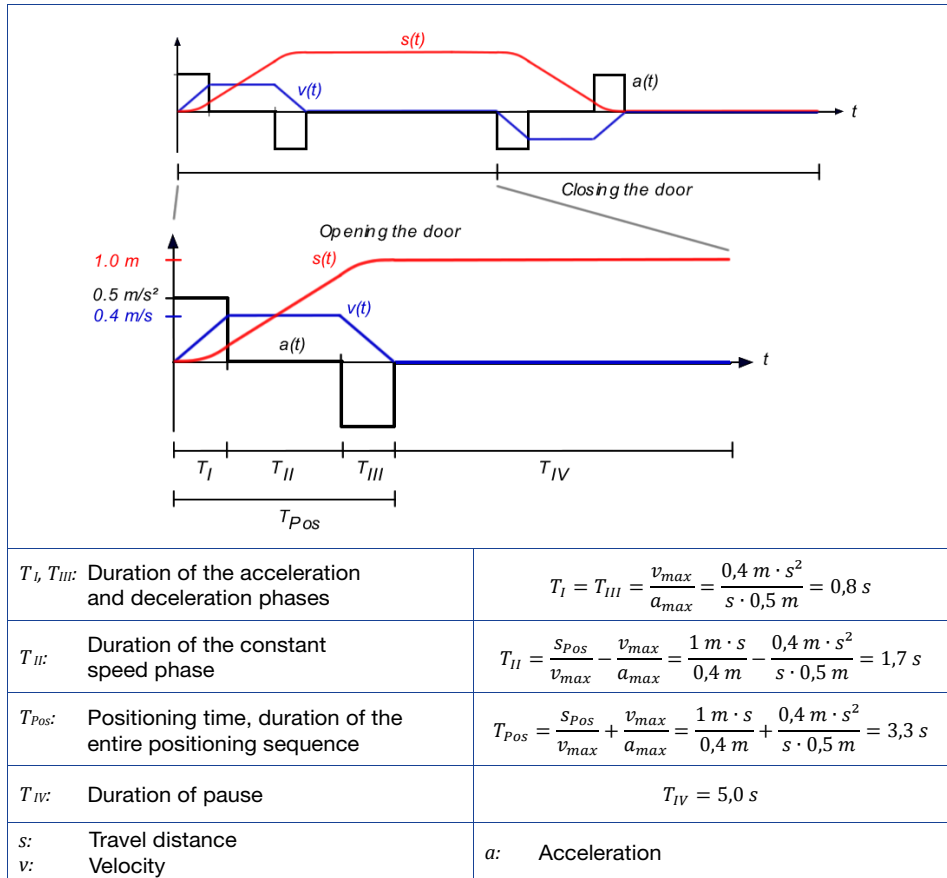 s(t)
v(t)
a(t)
t
Closing the door
Opening the door
1.0 m
s(t)
0.5 m/s²
0.4 m/s
v(t)
a(t)
t
T_I
T_II
T_III
T_IV
T_Pos
T_I, T_III: Duration of the acceleration
and deceleration phases
T_I = T_III = v_max / a_max = 0,4 m · s² / s · 0,5 m = 0,8 s
T_II: Duration of the constant
speed phase
T_II = s_Pos / v_max − v_max / a_max = 1 m · s / 0,4 m − 0,4 m · s² / s · 0,5 m = 1,7 s
T_Pos: Positioning time, duration of the
entire positioning sequence
T_Pos = s_Pos / v_max + v_max / a_max = 1 m · s / 0,4 m + 0,4 m · s² / s · 0,5 m = 3,3 s
T_IV: Duration of pause
T_IV = 5,0 s
s: Travel distance
v: Velocity
a: Acceleration